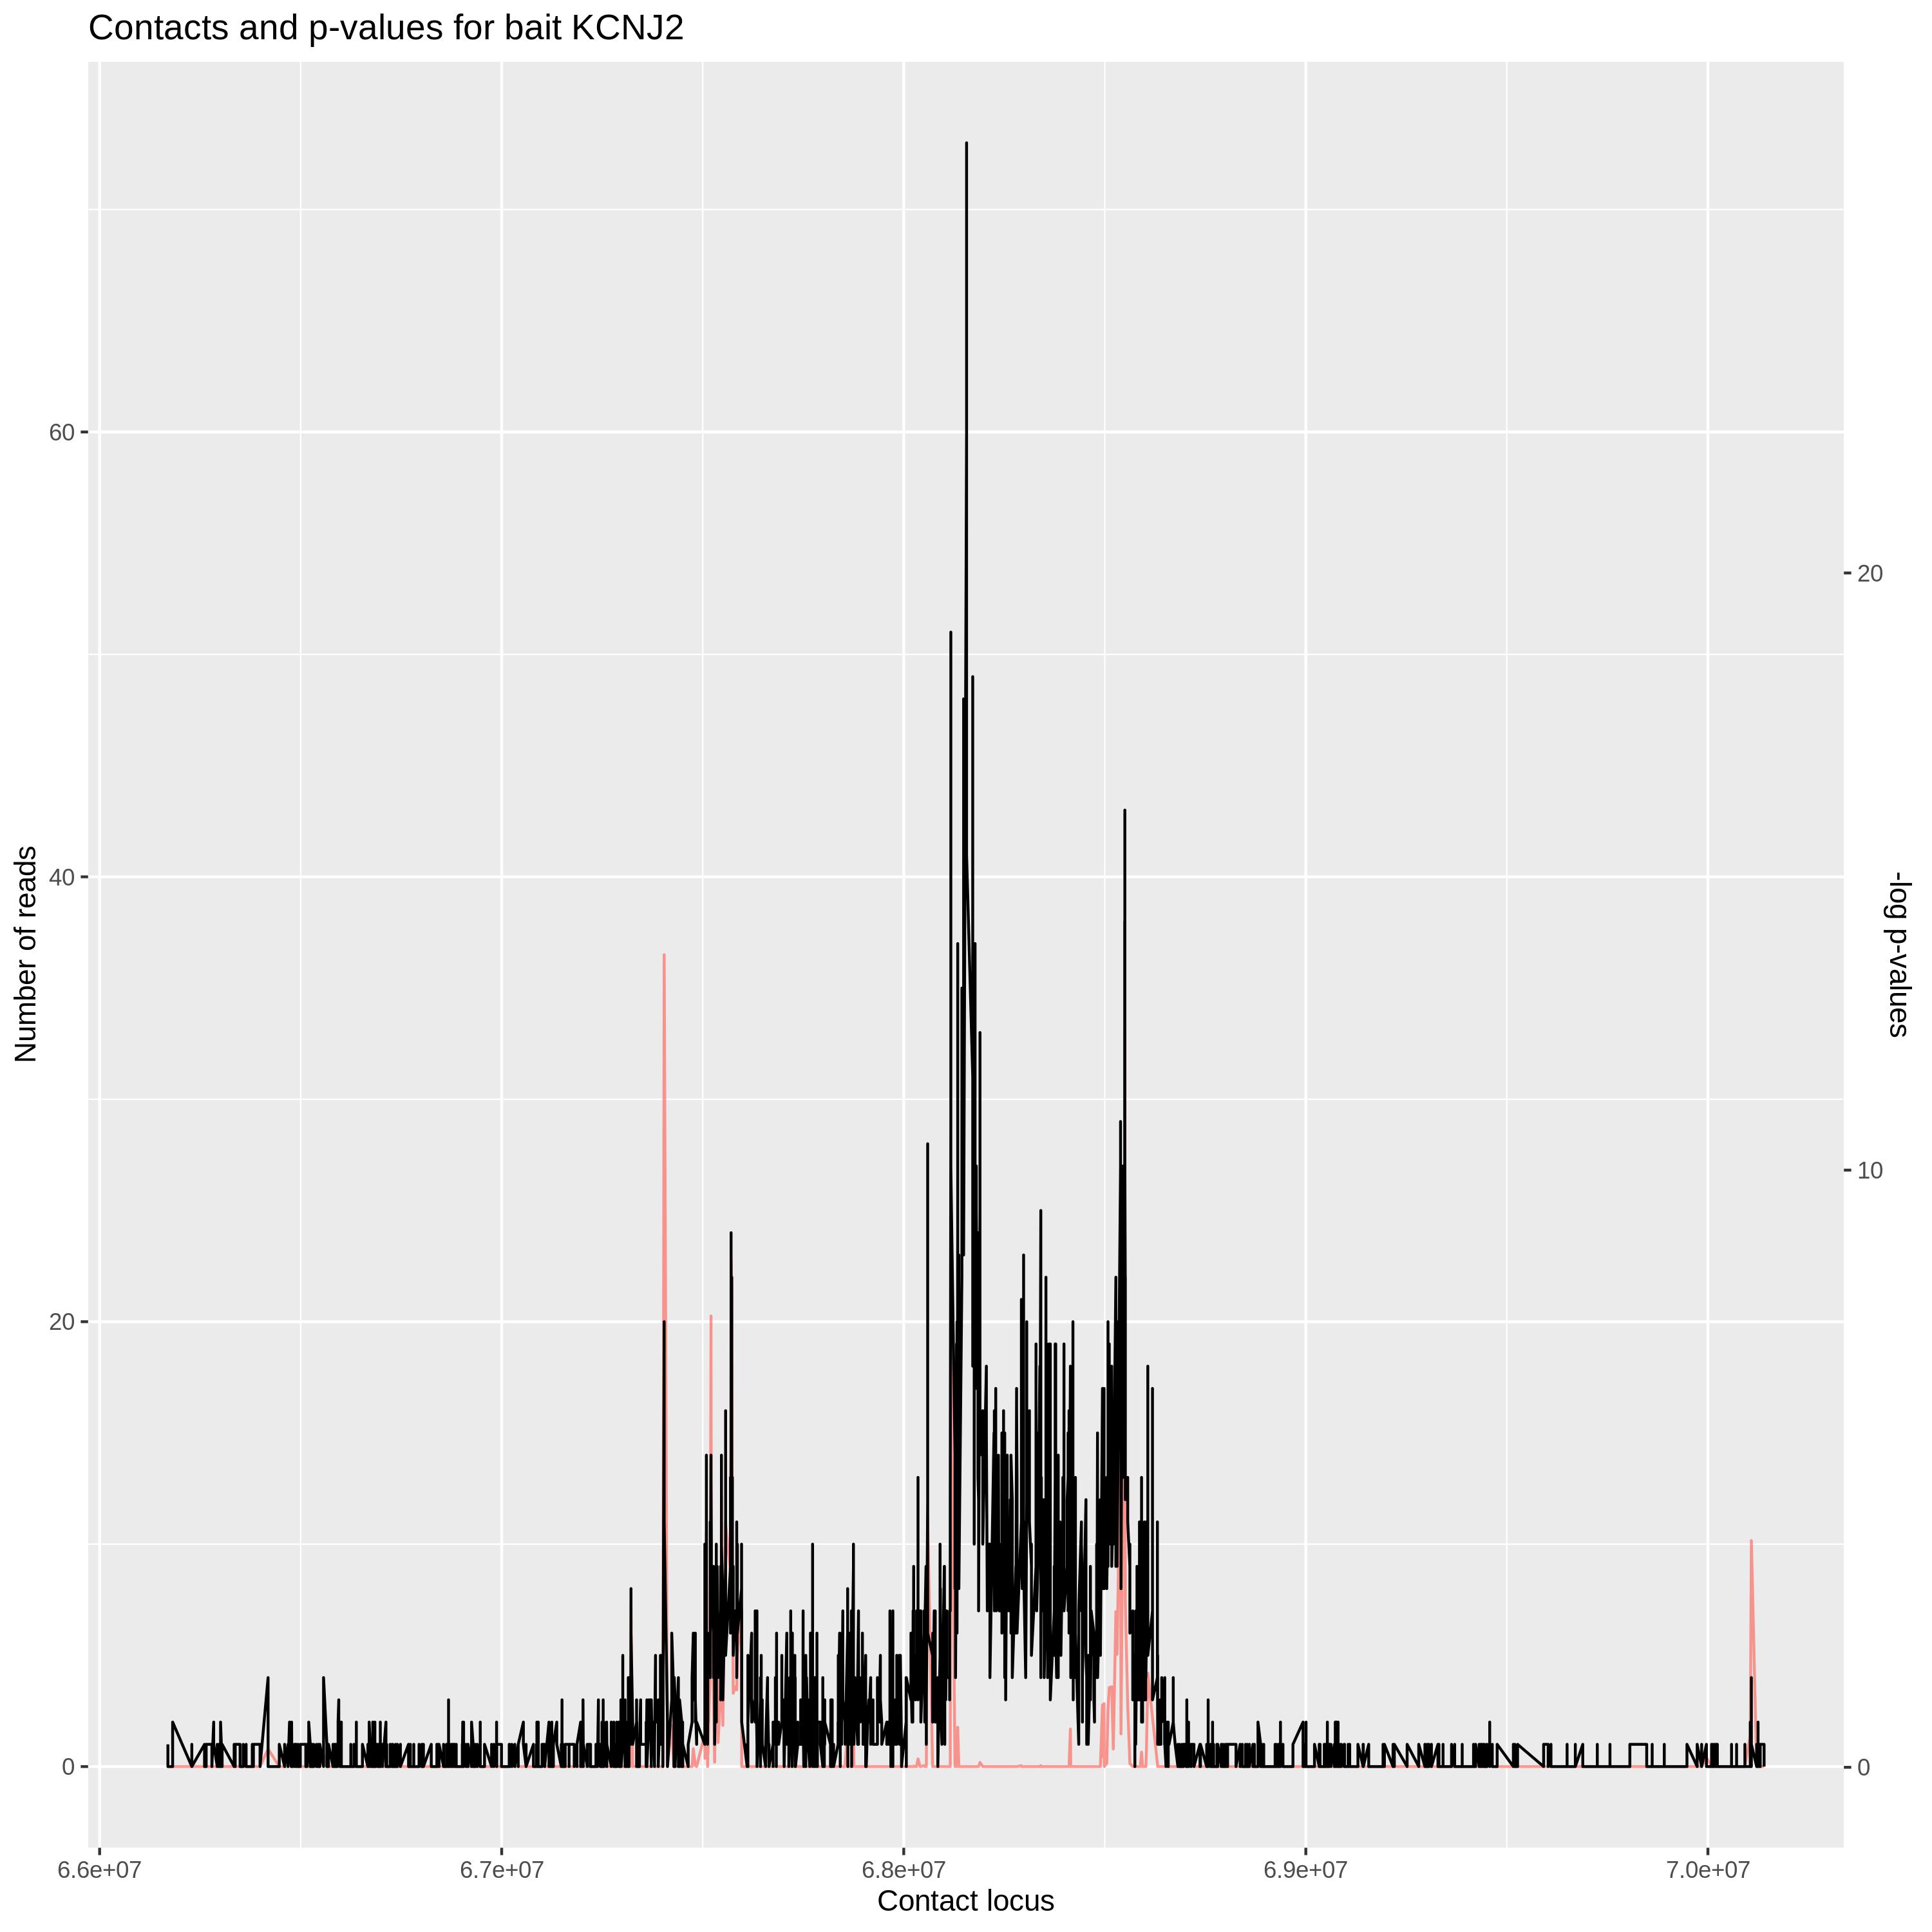 Contacts and p-values for bait KCNJ2
60
40
20
0
Number of reads
20
10
0
-log p-values
6.6e+07 6.7e+07 6.8e+07 6.9e+07 7.0e+07
Contact locus